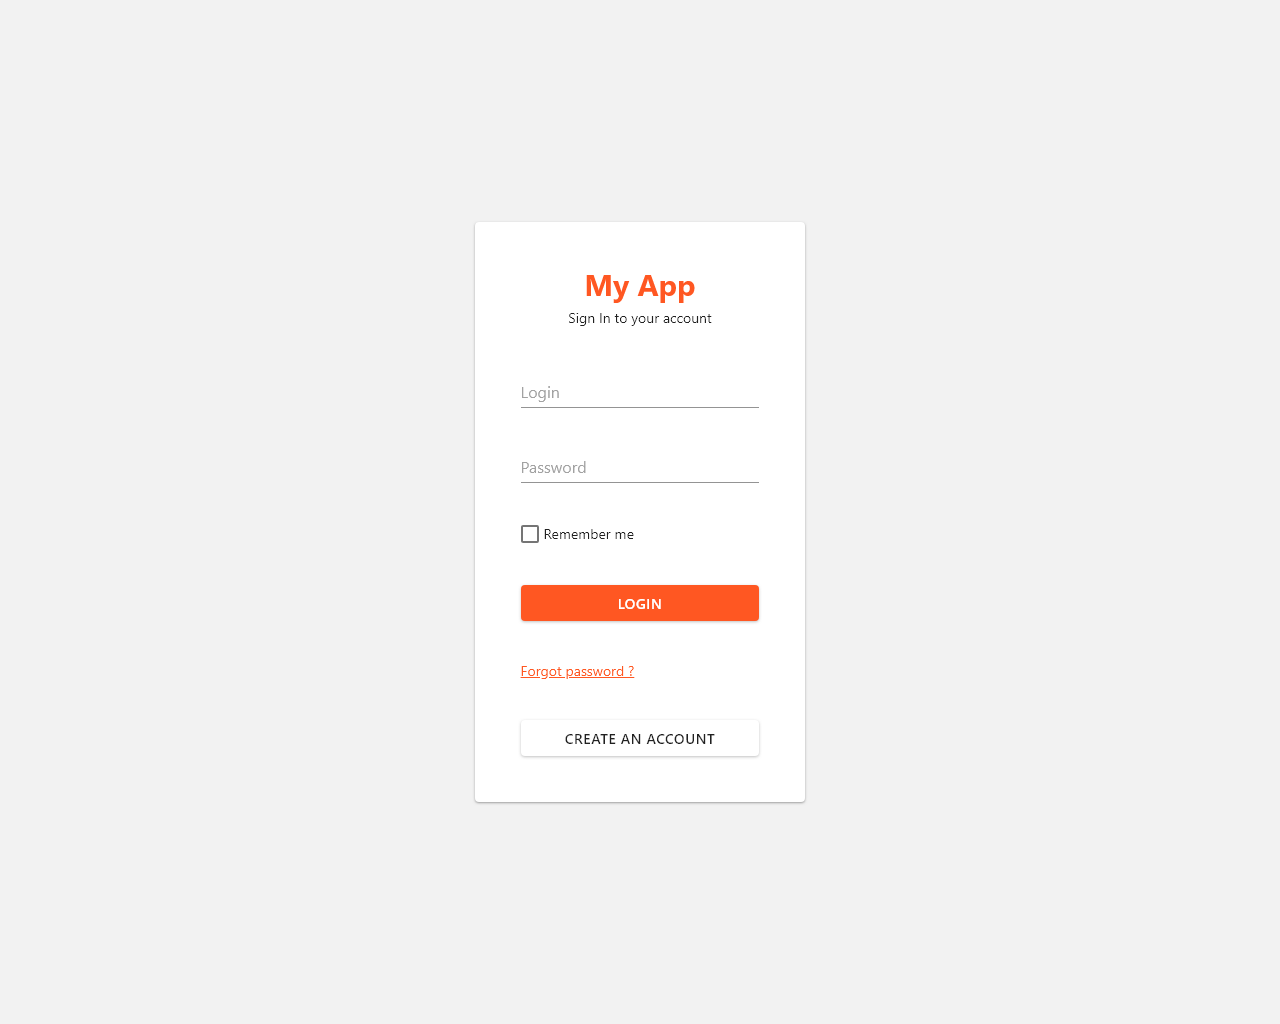 My App
Sign In to your account
Login
Password
Remember me
LOGIN
Forgot password ?
CREATE AN ACCOUNT